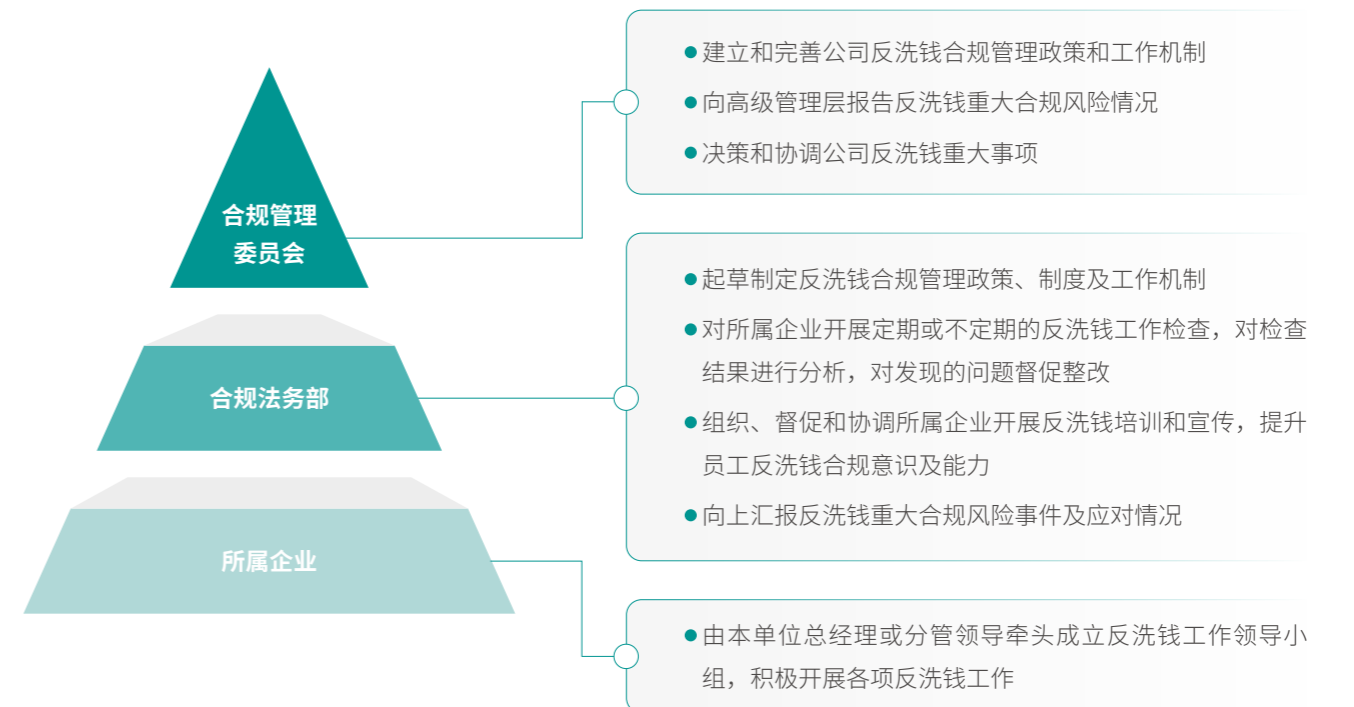 合规管理
委员会
● 建立和完善公司反洗钱合规管理政策和工作机制
● 向高级管理层报告反洗钱重大合规风险情况
● 决策和协调公司反洗钱重大事项
合规法务部
● 起草制定反洗钱合规管理政策、制度及工作机制
● 对所属企业开展定期或不定期的反洗钱工作检查，对检查
结果进行分析，对发现的问题督促整改
● 组织、督促和协调所属企业开展反洗钱培训和宣传，提升
员工反洗钱合规意识及能力
● 向上汇报反洗钱重大合规风险事件及应对情况
所属企业
● 由本单位总经理或分管领导牵头成立反洗钱工作领导小
组，积极开展各项反洗钱工作